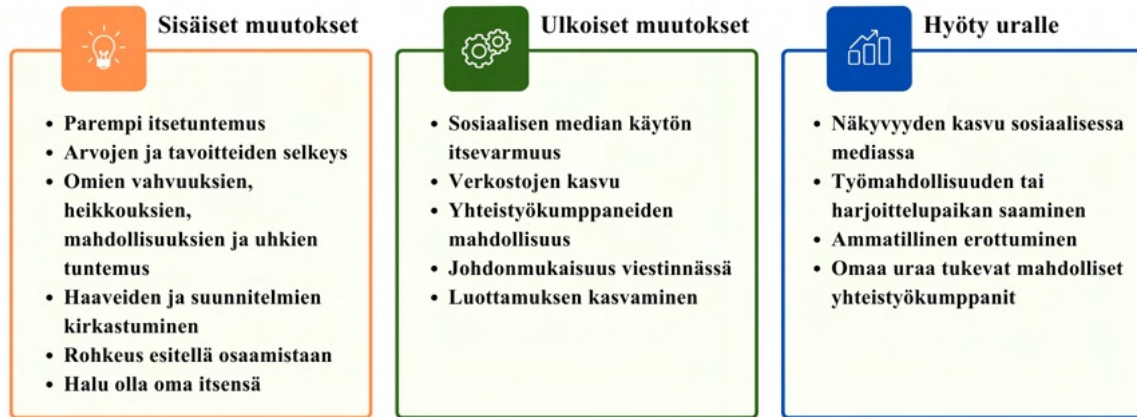 Sisäiset muutokset
• Parempi itsetuntemus
• Arvojen ja tavoitteiden selkeys
• Omien vahvuuksien,
heikkouksien,
mahdollisuuksien ja uhkien
tuntemus
• Haaveiden ja suunnitelmien
kirkastuminen
• Rohkeus esitellä osaamistaan
• Halu olla oma itsensä
Ulkoiset muutokset
• Sosiaalisen median käytön
itsevarmuus
• Verkostojen kasvu
• Yhteistyökumppaneiden
mahdollisuus
• Johdonmukaisuus viestinnässä
• Luottamuksen kasvaminen
Hyöty uralle
• Näkyvyyden kasvu sosiaalisessa
mediassa
• Työmahdollisuuden tai
harjoittelupaikan saaminen
• Ammatillinen erottuminen
• Omaa uraa tukevat mahdolliset
yhteistyökumppanit